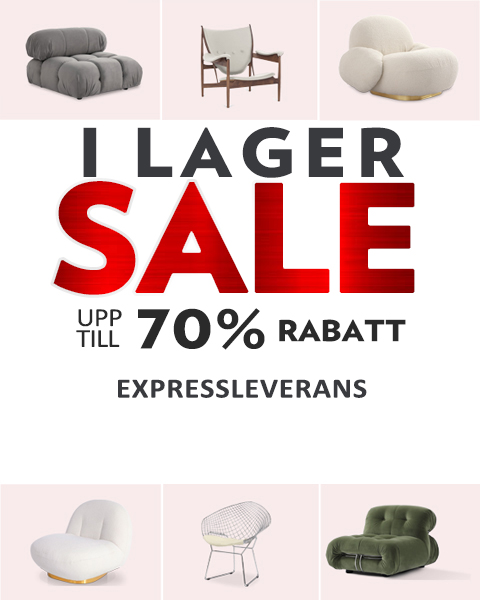 I LAGER
SALE
UPP
TILL
70% RABATT
EXPRESSLEVERANS